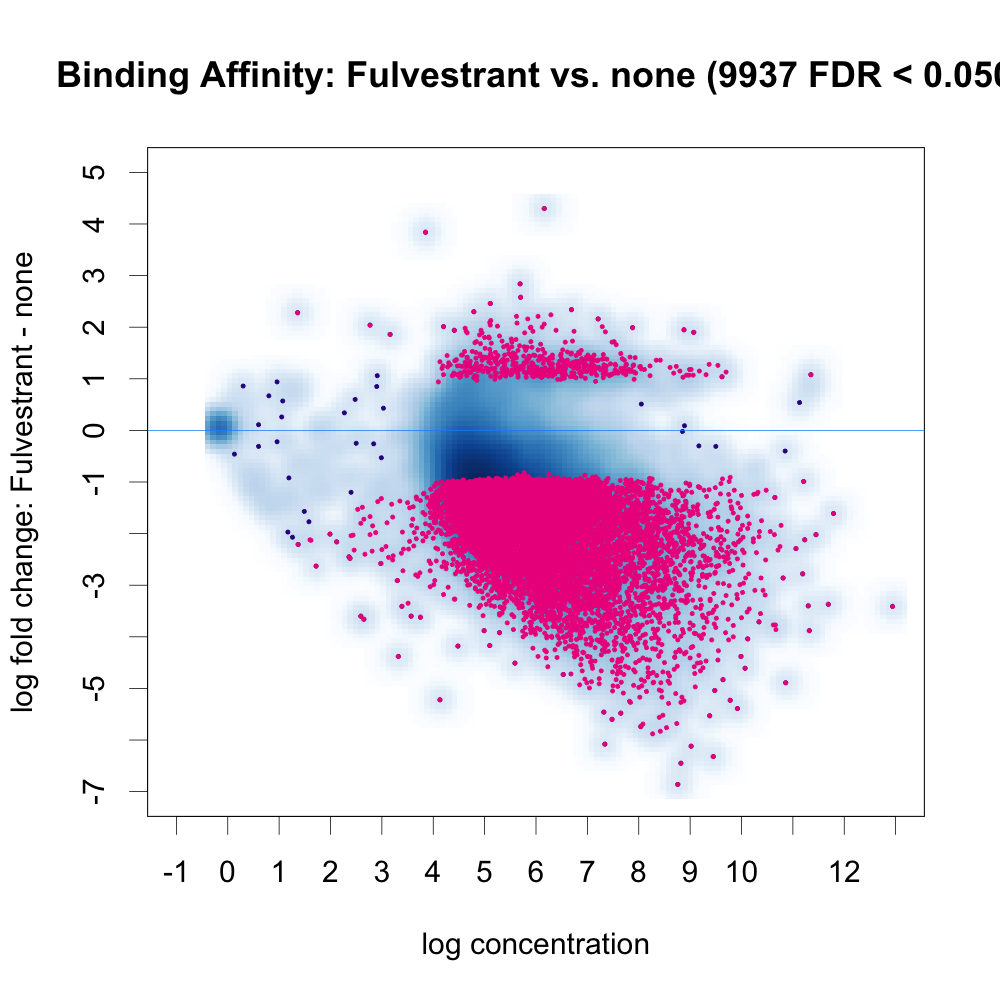 Binding Affinity: Fulvestrant vs. none (9937 FDR < 0.050
log fold change: Fulvestrant - none
5
4
3
2
1
0
-1
-3
-5
-7
-1 0 1 2 3 4 5 6 7 8 9 10 12
log concentration